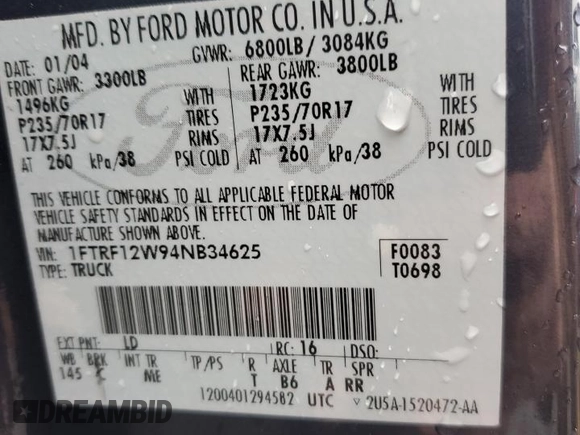 MFD. BY FORD MOTOR CO. IN U.S.A.
DATE: 01/04 GVWR: 6800LB / 3084KG
FRONT GAWR: 3300LB REAR GAWR: 3800LB
1496KG WITH 1723KG WITH
P235/70R17 TIRES P235/70R17 TIRES
17X7.5J RIMS 17X7.5J RIMS
AT 260 kPa/38 PSI COLD AT 260 kPa/38 PSI COLD
Ford
THIS VEHICLE CONFORMS TO ALL APPLICABLE FEDERAL MOTOR
VEHICLE SAFETY STANDARDS IN EFFECT ON THE DATE OF
MANUFACTURE SHOWN ABOVE.
VIN: 1FTRF12W94NB34625 F0083
TYPE: TRUCK T0698
EXT PNT: LD RC: 16 DSO:
WB BRK INT TR TP/PS R AXLE TR SPR
145 ME T B6 A RR
1200401294582 UTC 2U5A-1520472-AA
DREAMBID